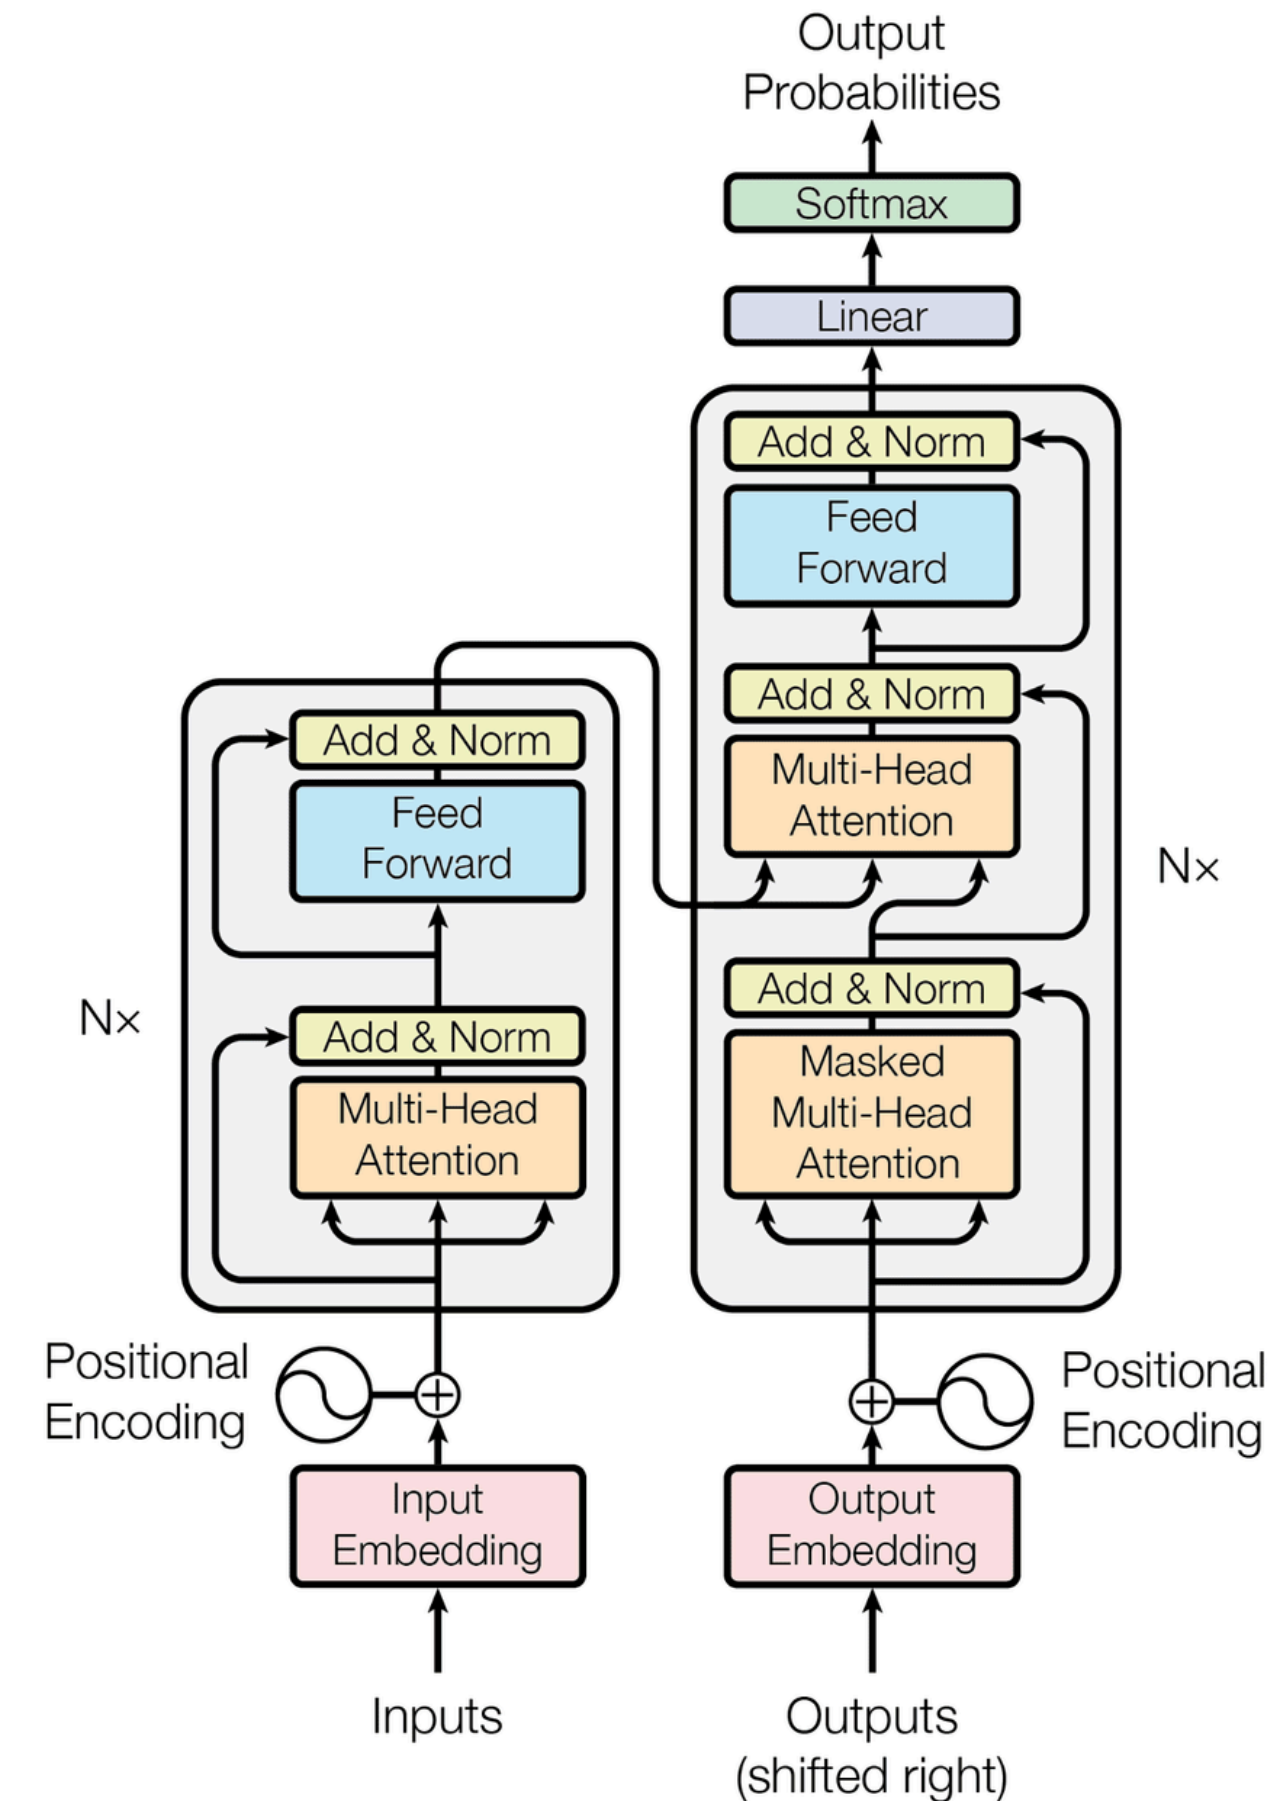 Output
Probabilities
Softmax
Linear
Add & Norm
Feed
Forward
Add & Norm
Multi-Head
Attention
Nx
Add & Norm
Masked
Multi-Head
Attention
Add & Norm
Feed
Forward
Nx
Add & Norm
Multi-Head
Attention
Positional
Encoding
Positional
Encoding
Input
Embedding
Output
Embedding
Inputs
Outputs
(shifted right)